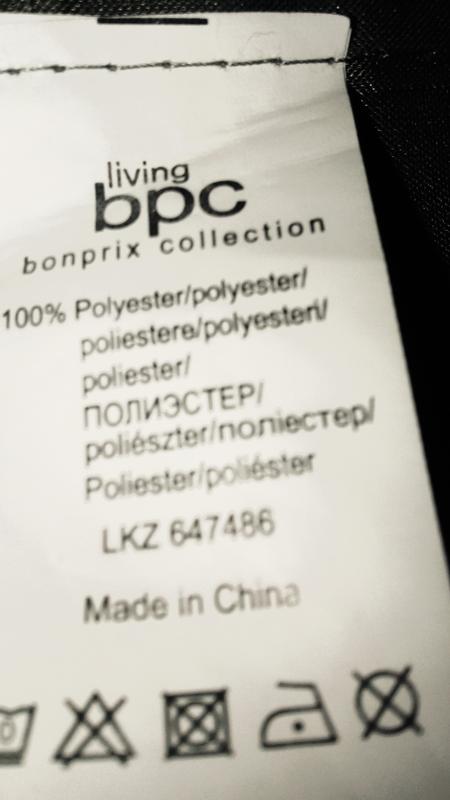 living
bpc
bonprix collection
100% Polyester/polyester/
poliestere/polyesteri/
poliester/
ПОЛИЭСТЕР/
poliészter/поліестер/
Poliester/poliéster
LKZ 647486
Made in China